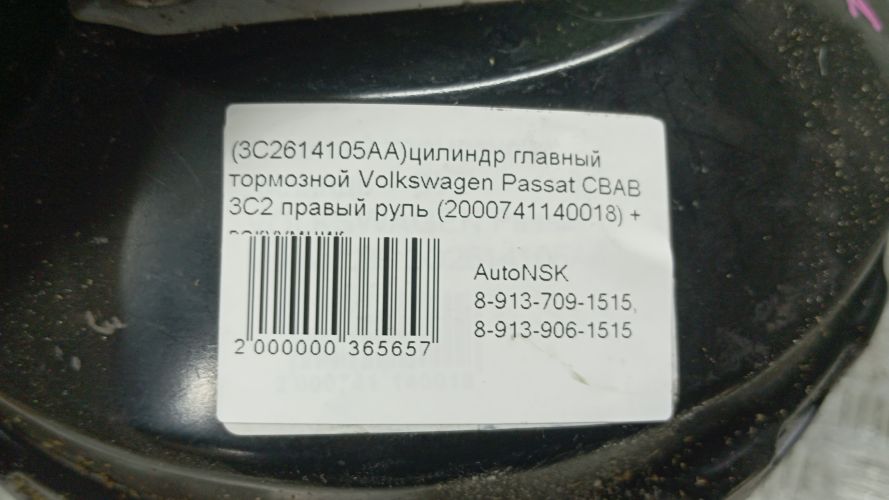 (3C2614105AA)цилиндр главный
тормозной Volkswagen Passat CBAB
3C2 правый руль (2000741140018) +
AutoNSK
8-913-709-1515,
8-913-906-1515
2 000000 365657